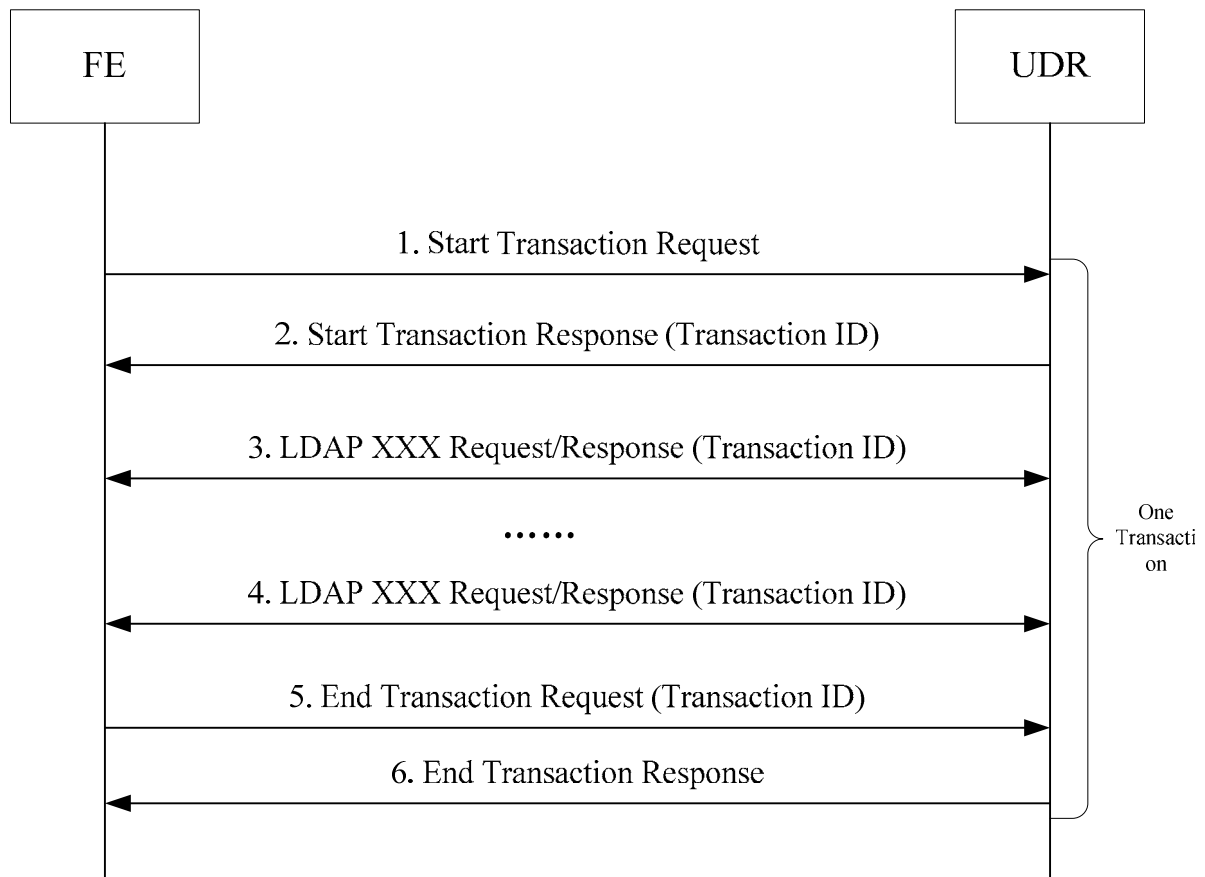 FE
UDR
1. Start Transaction Request
2. Start Transaction Response (Transaction ID)
3. LDAP XXX Request/Response (Transaction ID)
......
One
Transacti
on
4. LDAP XXX Request/Response (Transaction ID)
5. End Transaction Request (Transaction ID)
6. End Transaction Response